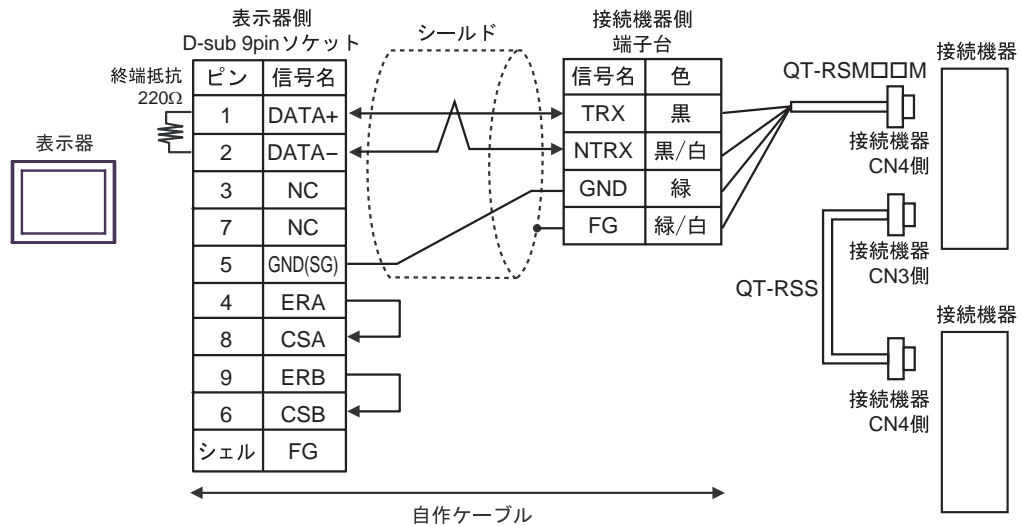 表示器
表示器側
D-sub 9pinソケット
終端抵抗
220Ω
ピン 信号名
1 DATA+
2 DATA−
3 NC
7 NC
5 GND(SG)
4 ERA
8 CSA
9 ERB
6 CSB
シェル FG
シールド
接続機器側
端子台
信号名 色
TRX 黒
NTRX 黒/白
GND 緑
FG 緑/白
QT-RSM□□M
接続機器
接続機器
CN4側
接続機器
CN3側
QT-RSS
接続機器
接続機器
CN4側
自作ケーブル